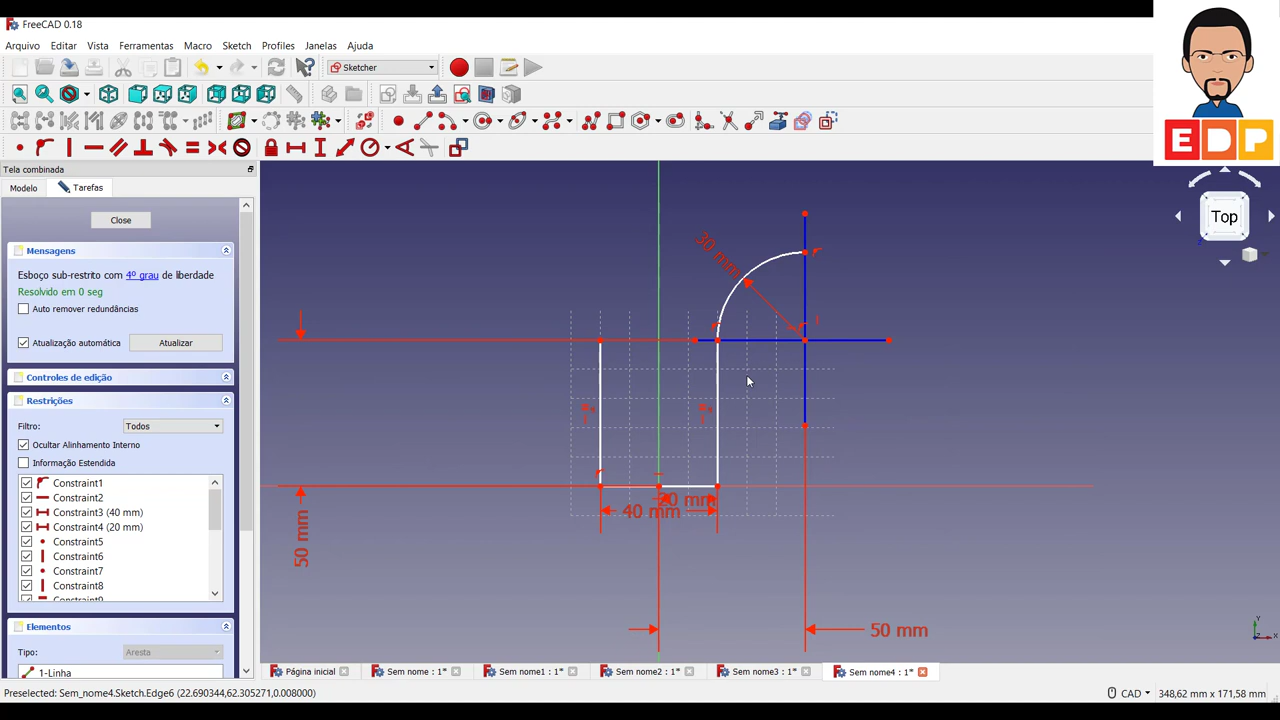 FreeCAD 0.18
Arquivo Editar Vista Ferramentas Macro Sketch Profiles Janelas Ajuda
Sketcher
Tela combinada
Modelo Tarefas
Close
Mensagens
Esboço sub-restrito com 4º grau de liberdade
Resolvido em 0 seg
Auto remover redundâncias
Atualização automática Atualizar
Controles de edição
Restrições
Filtro: Todos
Ocultar Alinhamento Interno
Informação Estendida
Constraint1
Constraint2
Constraint3 (40 mm)
Constraint4 (20 mm)
Constraint5
Constraint6
Constraint7
Constraint8
Constraint9
Elementos
Tipo: Aresta
1-Linha
30 mm
20 mm
40 mm
50 mm
50 mm
EDP
Top
Y
Z X
Página inicial Sem nome : 1* Sem nome1 : 1* Sem nome2 : 1* Sem nome3 : 1* Sem nome4 : 1*
Preselected: Sem_nome4.Sketch.Edge6 (22.690344,62.305271,0.008000) CAD 348,62 mm x 171,58 mm